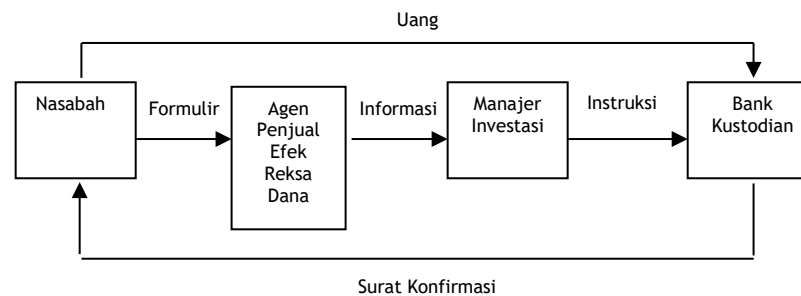 Uang
Nasabah
Formulir
Agen
Penjual
Efek
Reksa
Dana
Informasi
Manajer
Investasi
Instruksi
Bank
Kustodian
Surat Konfirmasi